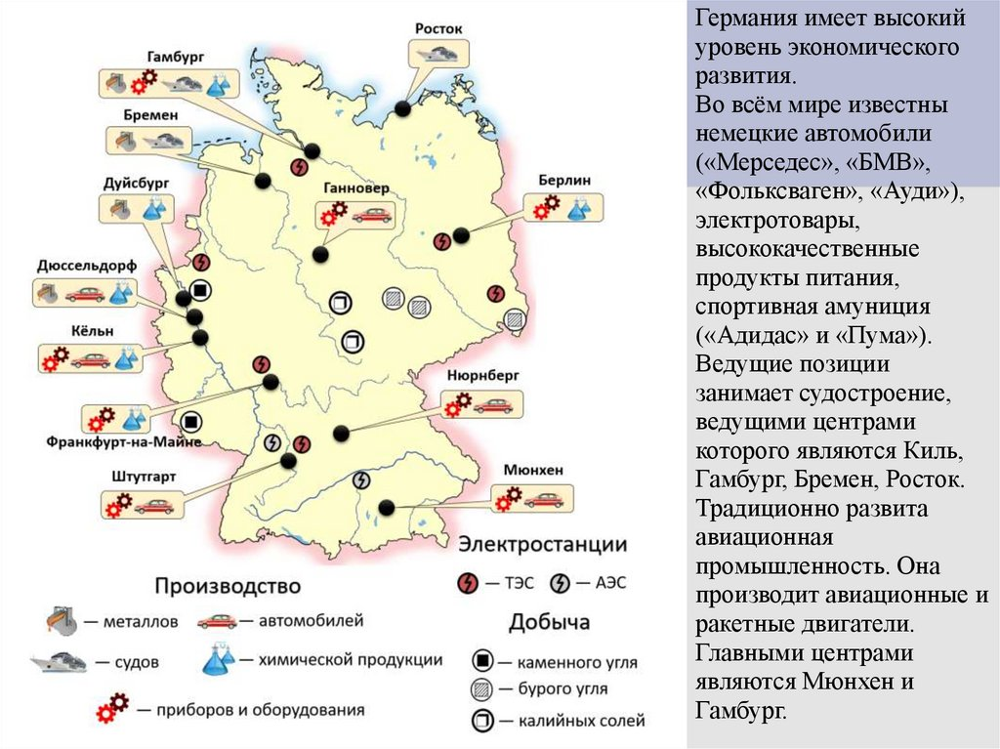 Росток
Гамбург
Бремен
Дуйсбург
Ганновер
Берлин
Дюссельдорф
Кёльн
Нюрнберг
Франкфурт-на-Майне
Штутгарт
Мюнхен
Электростанции
— ТЭС
— АЭС
Производство
— металлов
— автомобилей
— судов
— химической продукции
— приборов и оборудования
Добыча
— каменного угля
— бурого угля
— калийных солей
Германия имеет высокий
уровень экономического
развития.
Во всём мире известны
немецкие автомобили
(«Мерседес», «БМВ»,
«Фольксваген», «Ауди»),
электротовары,
высококачественные
продукты питания,
спортивная амуниция
(«Адидас» и «Пума»).
Ведущие позиции
занимает судостроение,
ведущими центрами
которого являются Киль,
Гамбург, Бремен, Росток.
Традиционно развита
авиационная
промышленность. Она
производит авиационные и
ракетные двигатели.
Главными центрами
являются Мюнхен и
Гамбург.